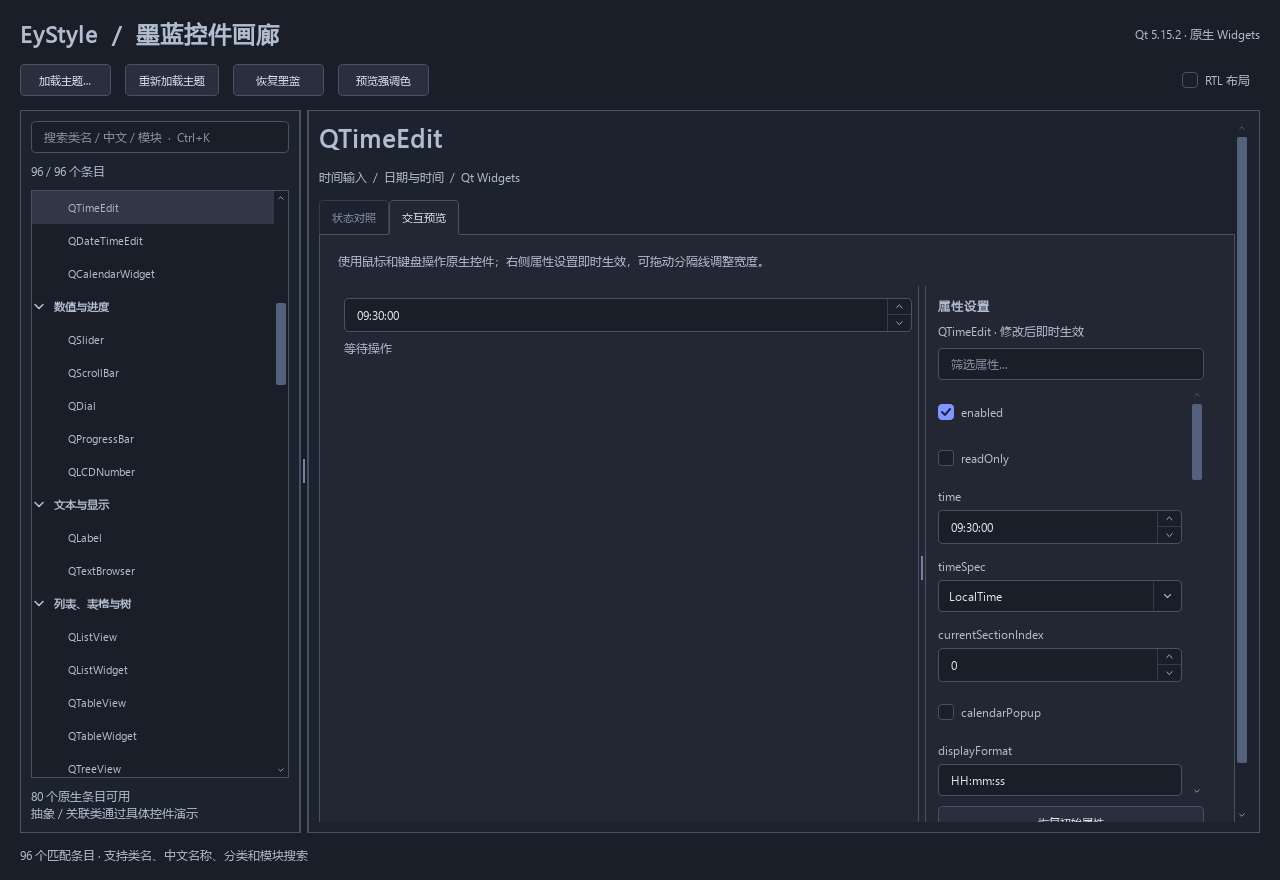 EyStyle / 墨蓝控件画廊
Qt 5.15.2 · 原生 Widgets
加载主题... 重新加载主题 恢复墨蓝 预览强调色
RTL 布局
搜索类名 / 中文 / 模块 · Ctrl+K
96 / 96 个条目
QTimeEdit
QDateTimeEdit
QCalendarWidget
数值与进度
QSlider
QScrollBar
QDial
QProgressBar
QLCDNumber
文本与显示
QLabel
QTextBrowser
列表、表格与树
QListView
QListWidget
QTableView
QTableWidget
QTreeView
80 个原生条目可用
抽象 / 关联类通过具体控件演示
QTimeEdit
时间输入 / 日期与时间 / Qt Widgets
状态对照 交互预览
使用鼠标和键盘操作原生控件；右侧属性设置即时生效，可拖动分隔线调整宽度。
09:30:00
等待操作
属性设置
QTimeEdit · 修改后即时生效
筛选属性...
enabled
readOnly
time
09:30:00
timeSpec
LocalTime
currentSectionIndex
0
calendarPopup
displayFormat
HH:mm:ss
恢复初始属性
96 个匹配条目 · 支持类名、中文名称、分类和模块搜索